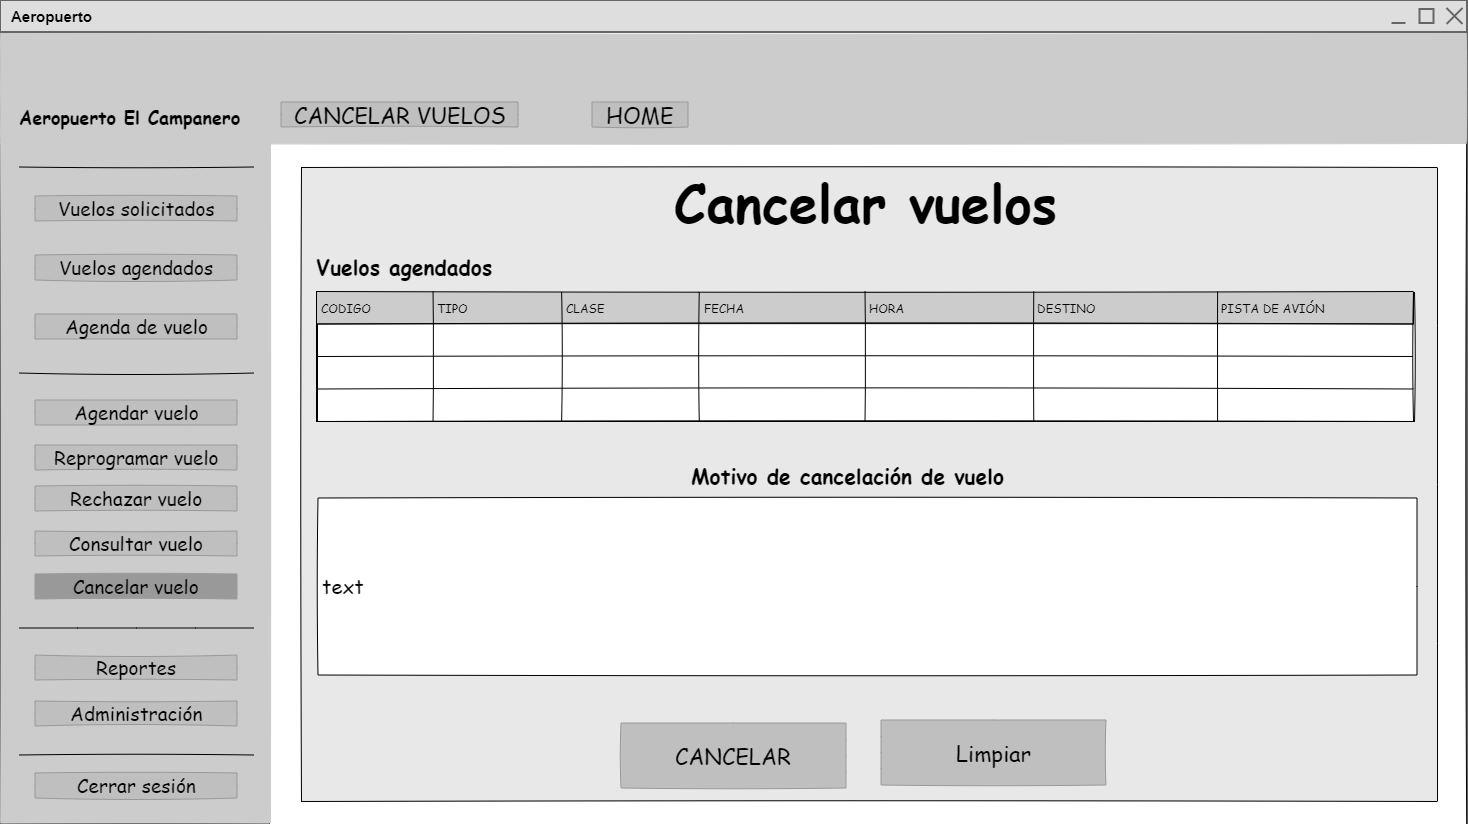 Aeropuerto
Aeropuerto El Campanero
CANCELAR VUELOS
HOME
Vuelos solicitados
Vuelos agendados
Agenda de vuelo
Agendar vuelo
Reprogramar vuelo
Rechazar vuelo
Consultar vuelo
Cancelar vuelo
Reportes
Administración
Cerrar sesión
Cancelar vuelos
Vuelos agendados
CODIGO TIPO CLASE FECHA HORA DESTINO PISTA DE AVIÓN
Motivo de cancelación de vuelo
text
CANCELAR
Limpiar